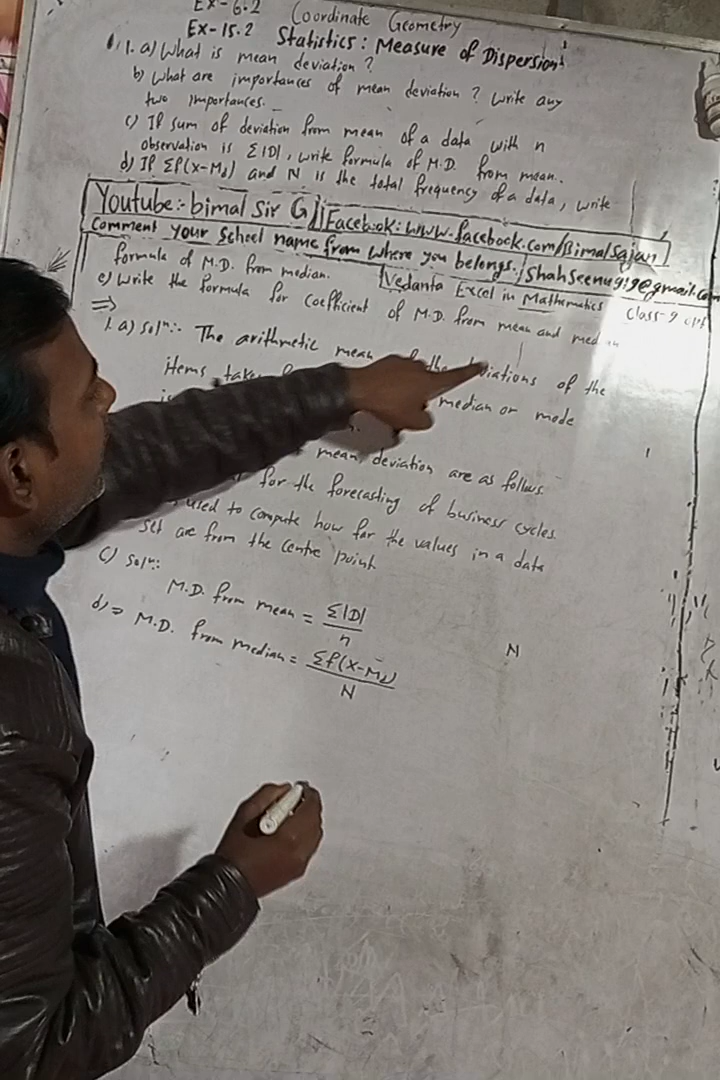 Ex-6.2 Coordinate Geometry
Ex-15.2 Statistics: Measure of Dispersion
1. a) What is mean deviation?
b) What are importances of mean deviation? Write any
two importances.
c) If sum of deviation from mean of a data with n
observation is Σ|D|, write formula of M.D. from mean.
d) If Σf(x-Md) and N is the total frequency of a data, write
Youtube:- bimal Sir G Facebook: www.facebook.com/Bimalsajan
Comment your School name from where you belongs. / Shahseenu919@gmail.com
formula of M.D. from median. Vedanta Excel in Mathematics Class-9 opt
e) Write the formula for coefficient of M.D. from mean and median
⇒
1. a) Solⁿ:- The arithmetic mean of the deviations of the
items median or mode
mean deviation are as follows.
for the forecasting of business cycles.
used to compute how far the values in a data
set are from the centre point.
c) Solⁿ:
M.D. from mean = Σ|D|/n
d) ⇒ M.D. from median = Σf(x-Md)/N
N